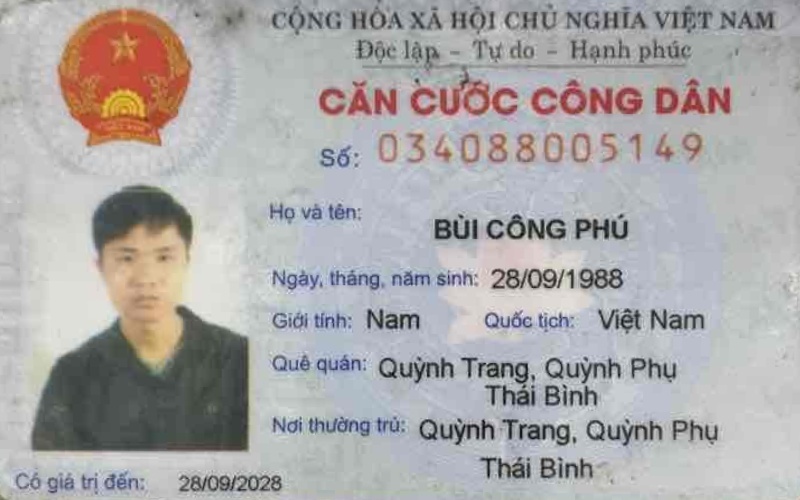 CỘNG HÒA XÃ HỘI CHỦ NGHĨA VIỆT NAM
Độc lập - Tự do - Hạnh phúc
CĂN CƯỚC CÔNG DÂN
Số: 034088005149
Họ và tên:
BÙI CÔNG PHÚ
Ngày, tháng, năm sinh: 28/09/1988
Giới tính: Nam Quốc tịch: Việt Nam
Quê quán: Quỳnh Trang, Quỳnh Phụ
Thái Bình
Nơi thường trú: Quỳnh Trang, Quỳnh Phụ
Thái Bình
Có giá trị đến: 28/09/2028